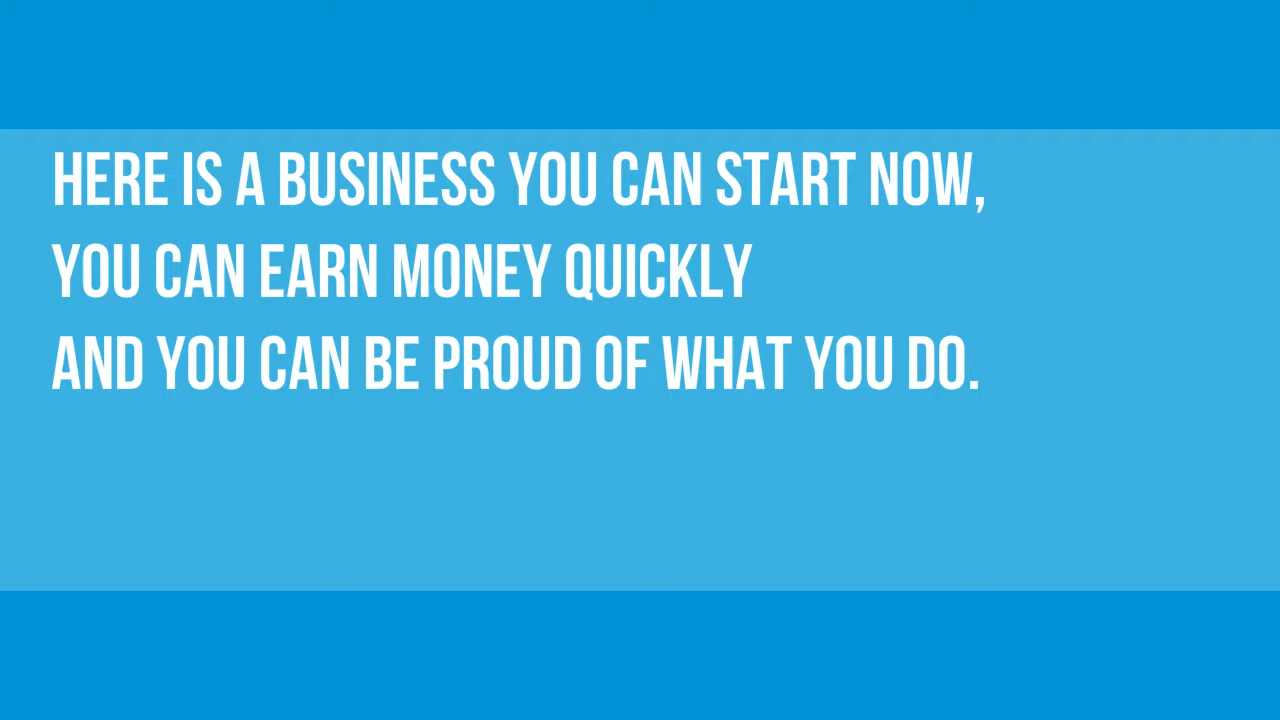 HERE IS A BUSINESS YOU CAN START NOW,
YOU CAN EARN MONEY QUICKLY
AND YOU CAN BE PROUD OF WHAT YOU DO.